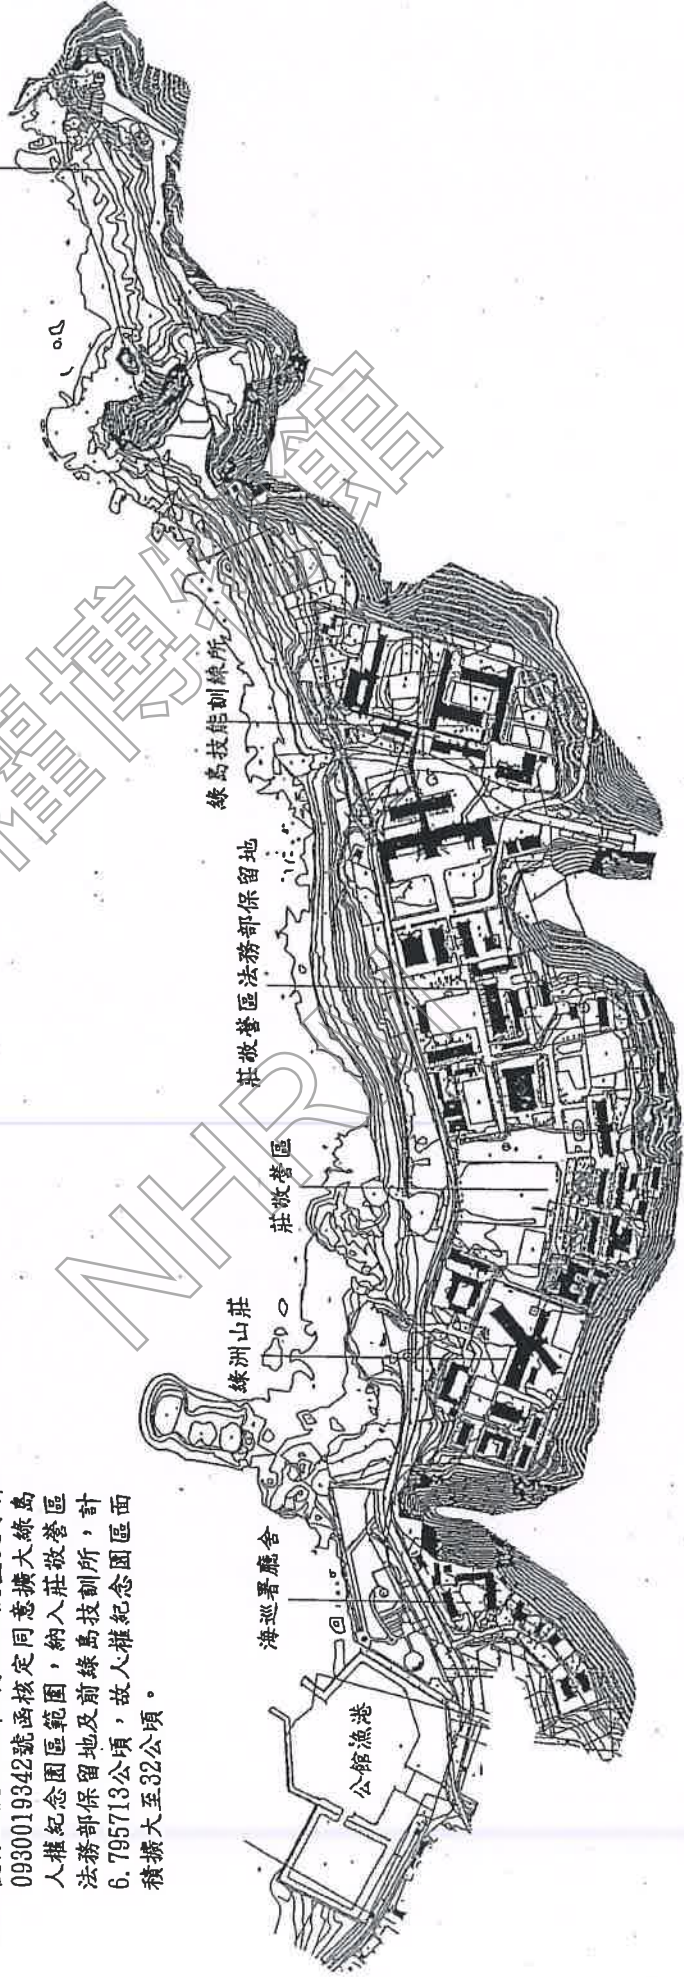 0930019342號函核定同意擴大綠島
人權紀念園區範圍，納入莊敬營區
法務部保留地及前綠島技訓所，計
6.795713公頃，故人權紀念園區面
積擴大至32公頃。
公館漁港
海巡署廳舍
綠洲山莊
莊敬營區
莊敬營區法務部保留地
綠島技能訓練所
NHRM
權博物館